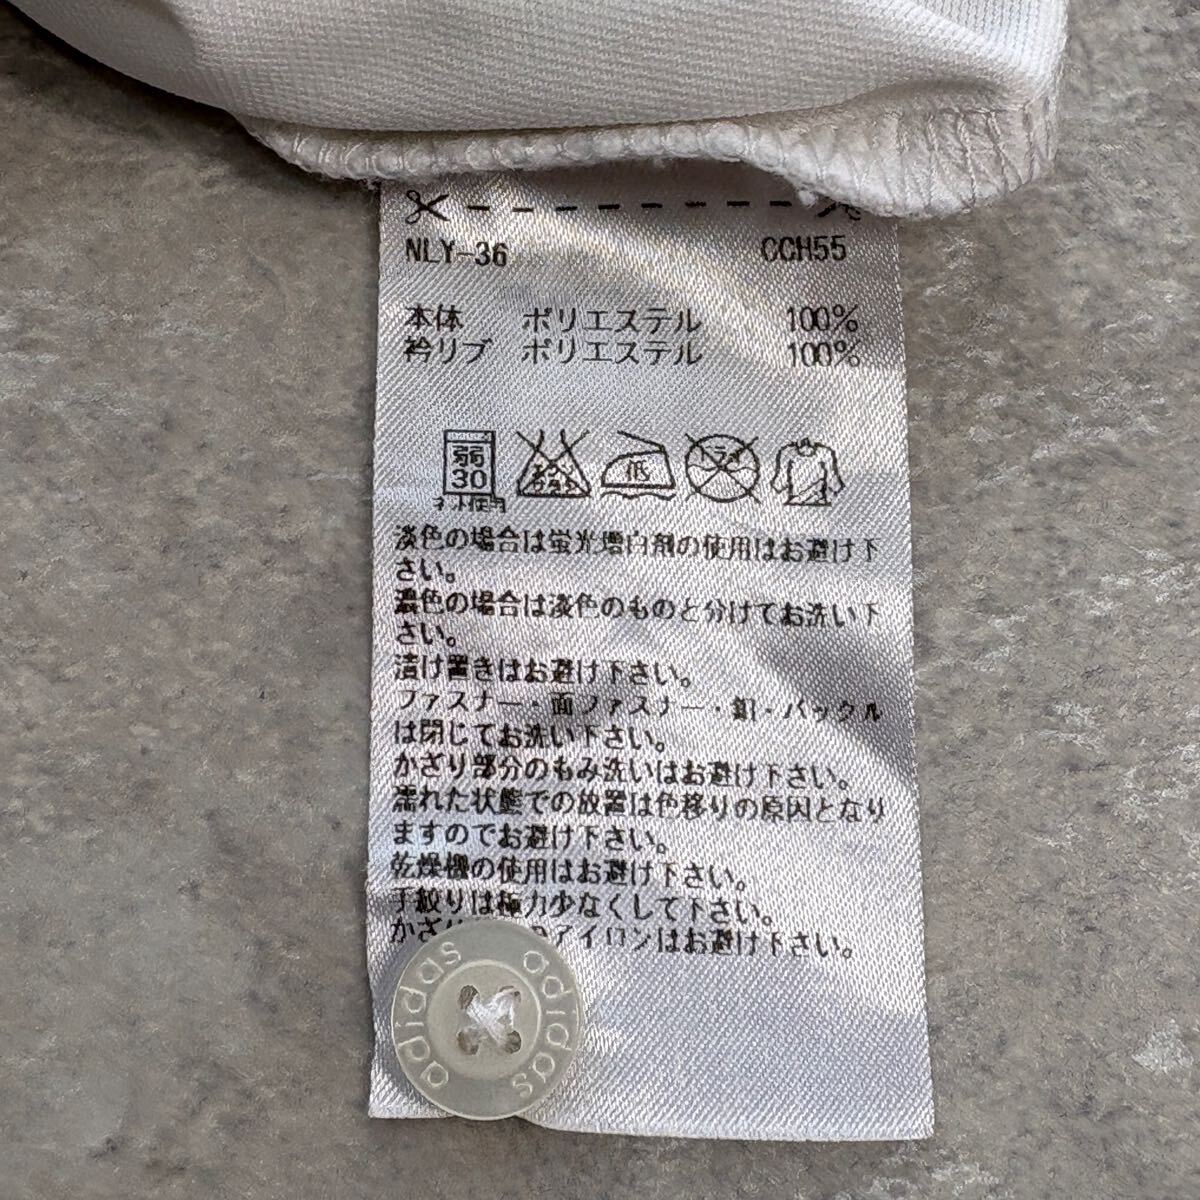 NLY-36 CCH55
本体 ポリエステル 100%
衿リブ ポリエステル 100%
弱
30
ネット使用
エンソ
サラシ
低
ドライ
淡色の場合は蛍光増白剤の使用はお避け下
さい。
濃色の場合は淡色のものと分けてお洗い下
さい。
漬け置きはお避け下さい。
ファスナー・面ファスナー・釦・バックル
は閉じてお洗い下さい。
かざり部分のもみ洗いはお避け下さい。
濡れた状態での放置は色移りの原因となり
ますのでお避け下さい。
乾燥機の使用はお避け下さい。
手絞りは極力少なくして下さい。
かざり のアイロンはお避け下さい。
adidas adidas